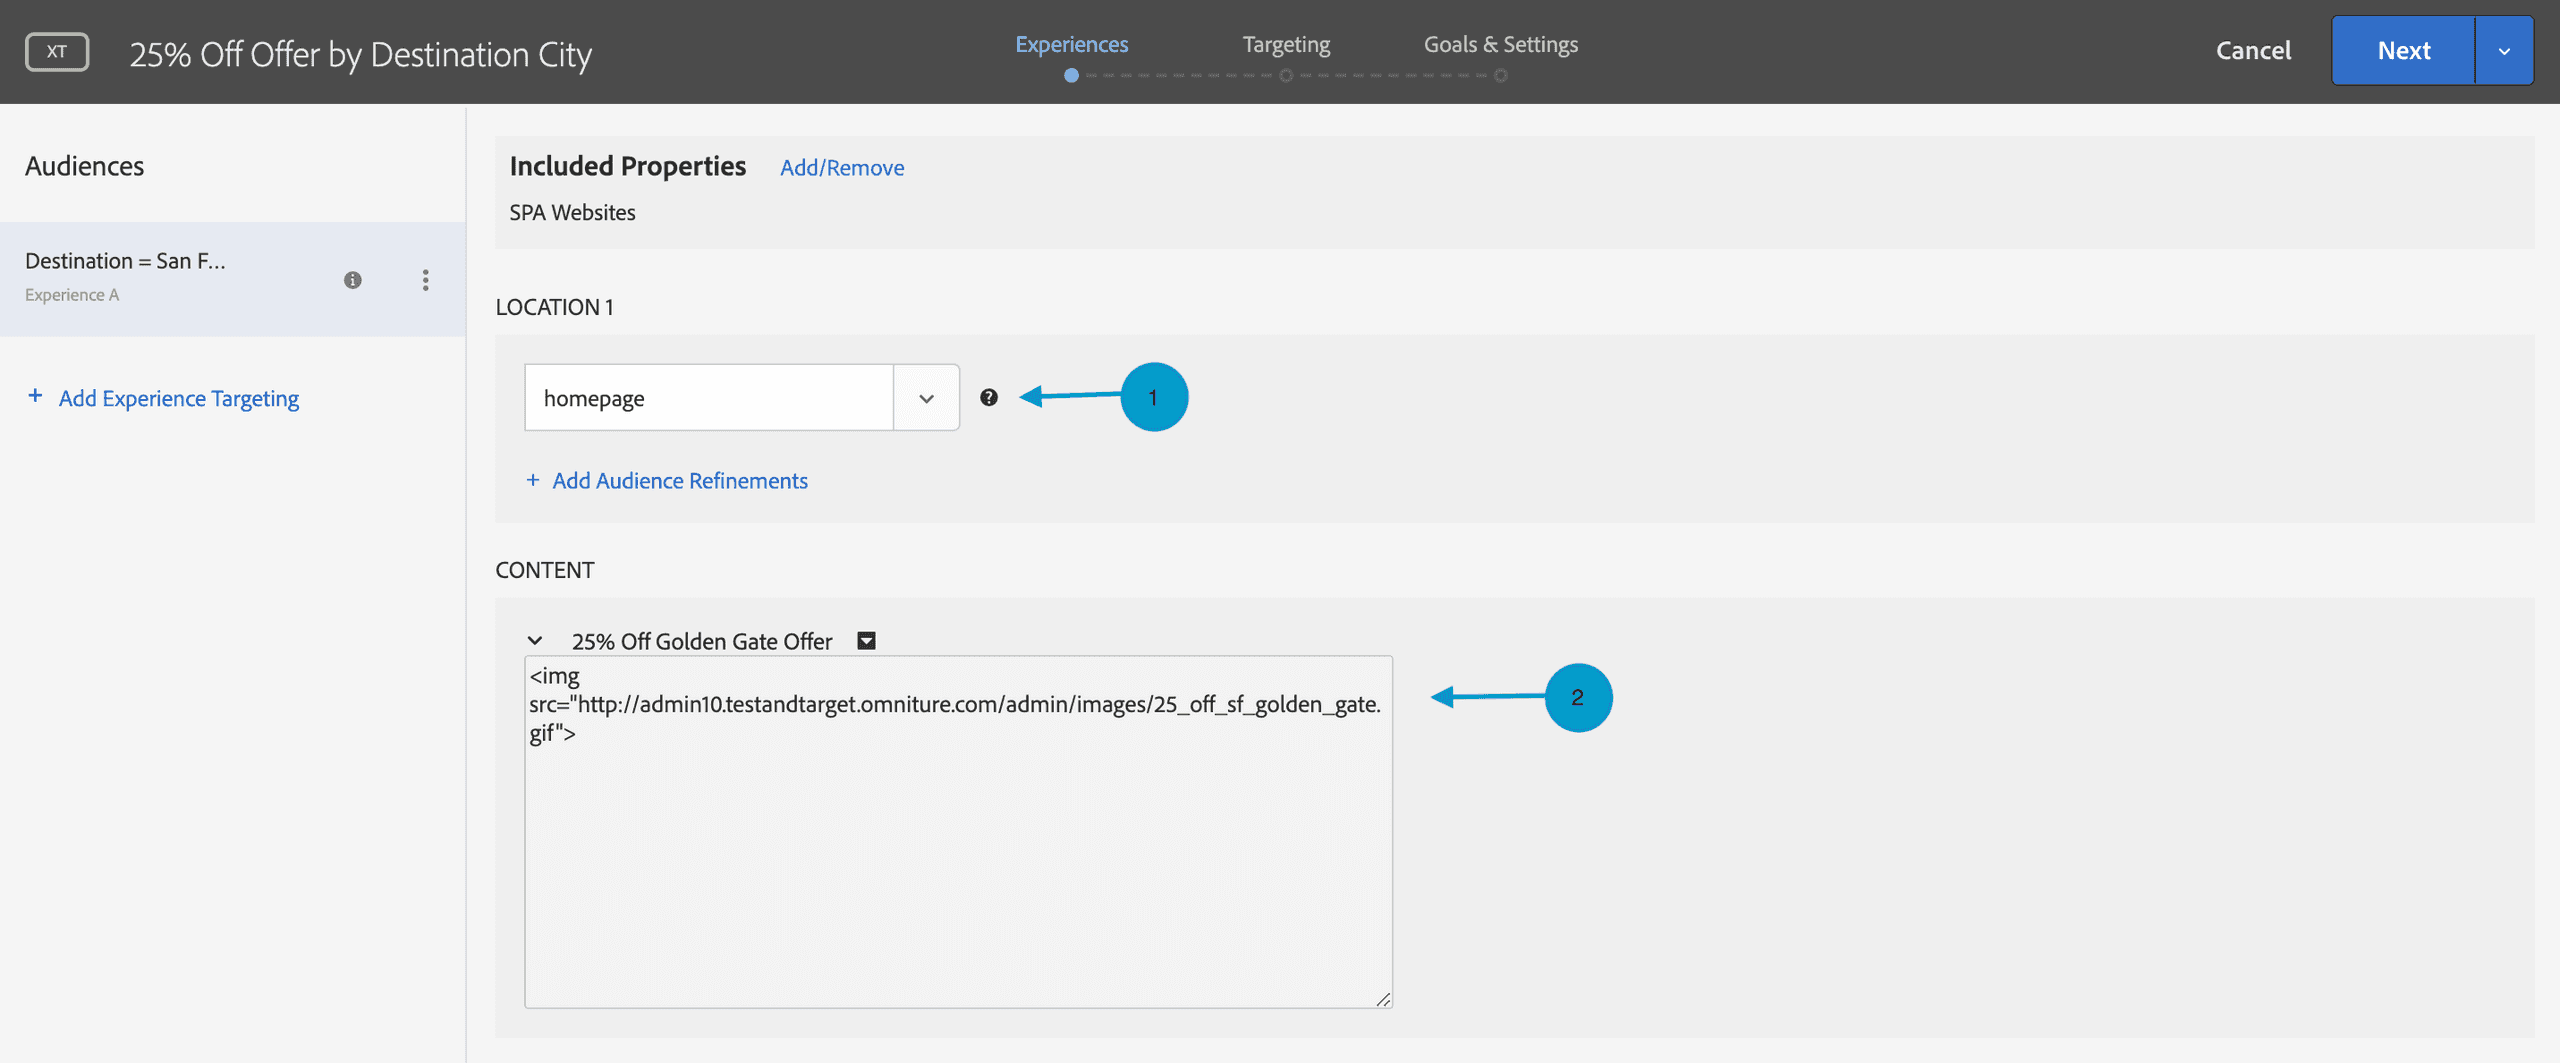 XT
25% Off Offer by Destination City
Experiences
Targeting
Goals & Settings
Cancel
Next
Audiences
Destination = San F...
Experience A
+ Add Experience Targeting
Included Properties
Add/Remove
SPA Websites
LOCATION 1
homepage
?
1
+ Add Audience Refinements
CONTENT
25% Off Golden Gate Offer
<img
src="http://admin10.testandtarget.omniture.com/admin/images/25_off_sf_golden_gate.
gif">
2